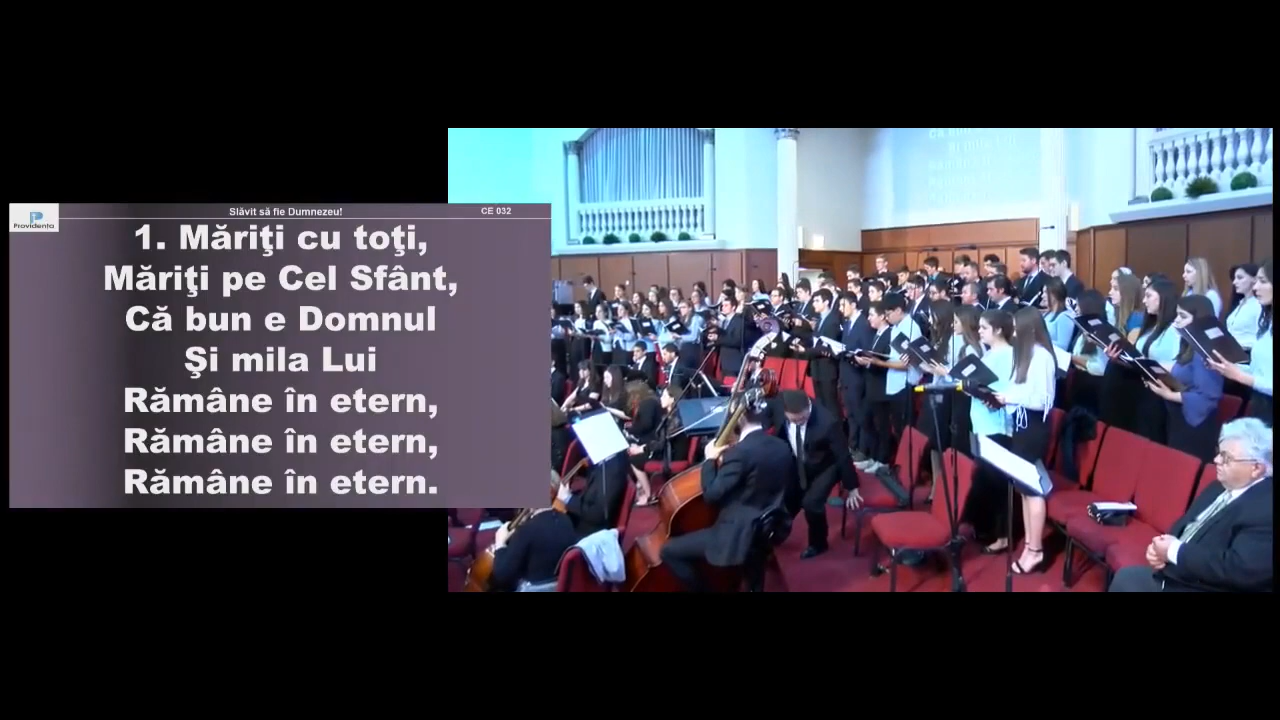 Slăvit să fie Dumnezeu!
CE 032
Providența
1. Măriţi cu toţi,
Măriţi pe Cel Sfânt,
Că bun e Domnul
Şi mila Lui
Rămâne în etern,
Rămâne în etern,
Rămâne în etern.